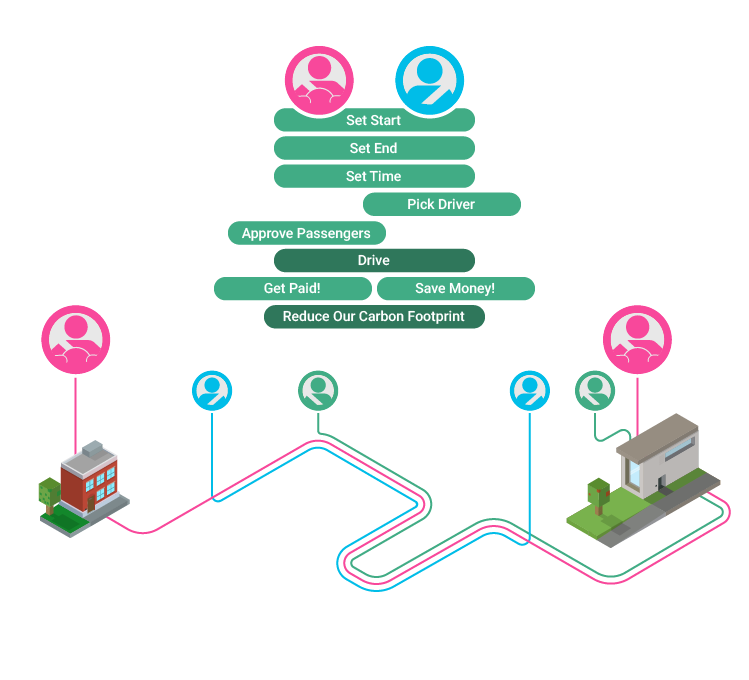 Set Start
Set End
Set Time
Pick Driver
Approve Passengers
Drive
Get Paid!
Save Money!
Reduce Our Carbon Footprint